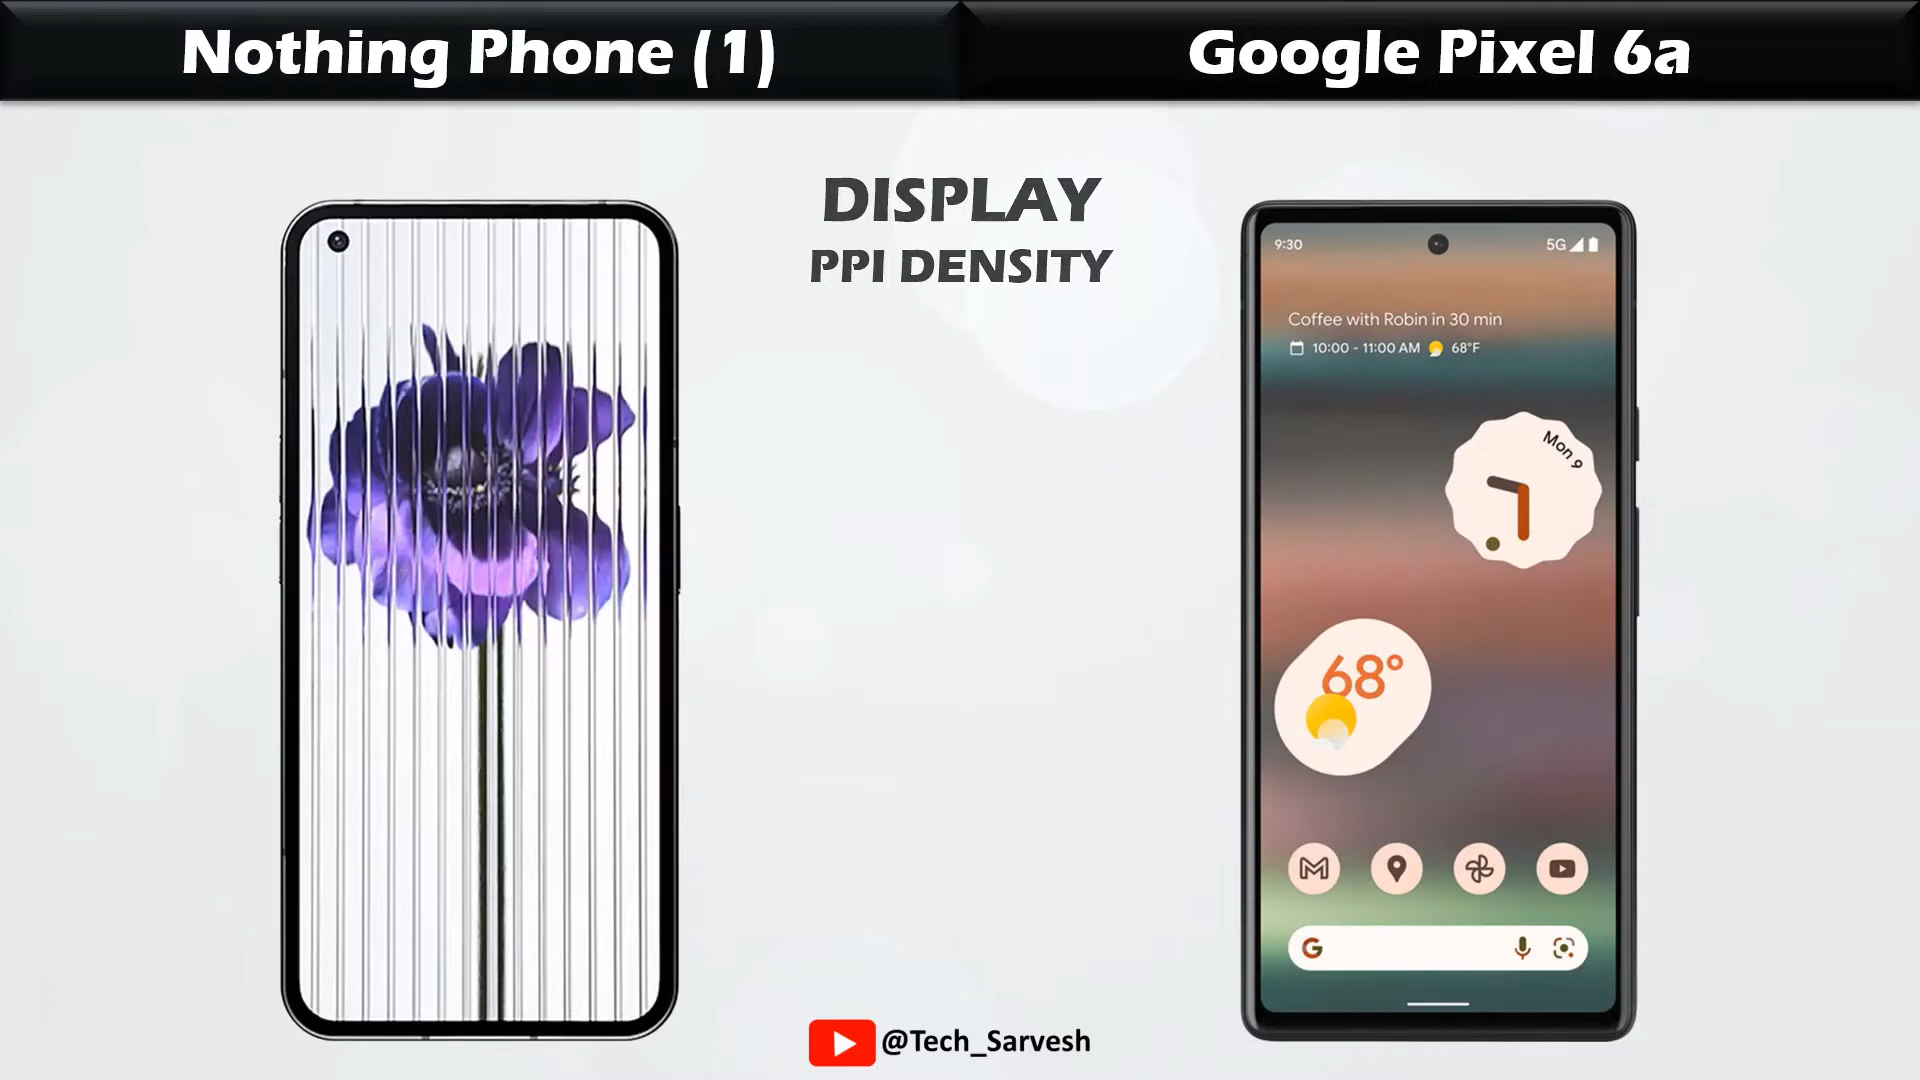 Nothing Phone (1)
Google Pixel 6a
DISPLAY
PPI DENSITY
9:30
5G
Coffee with Robin in 30 min
10:00 - 11:00 AM 68°F
Mon 9
68°
G
@Tech_Sarvesh